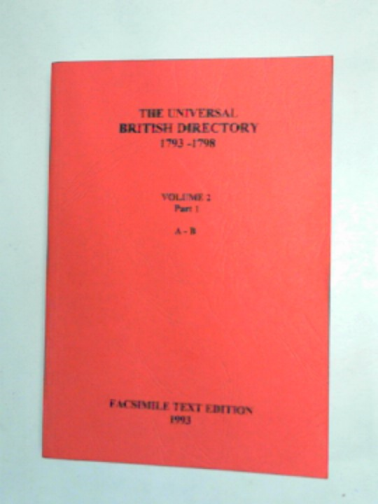 THE UNIVERSAL
BRITISH DIRECTORY
1793 -1798
VOLUME 2
Part 1
A - B
FACSIMILE TEXT EDITION
1993